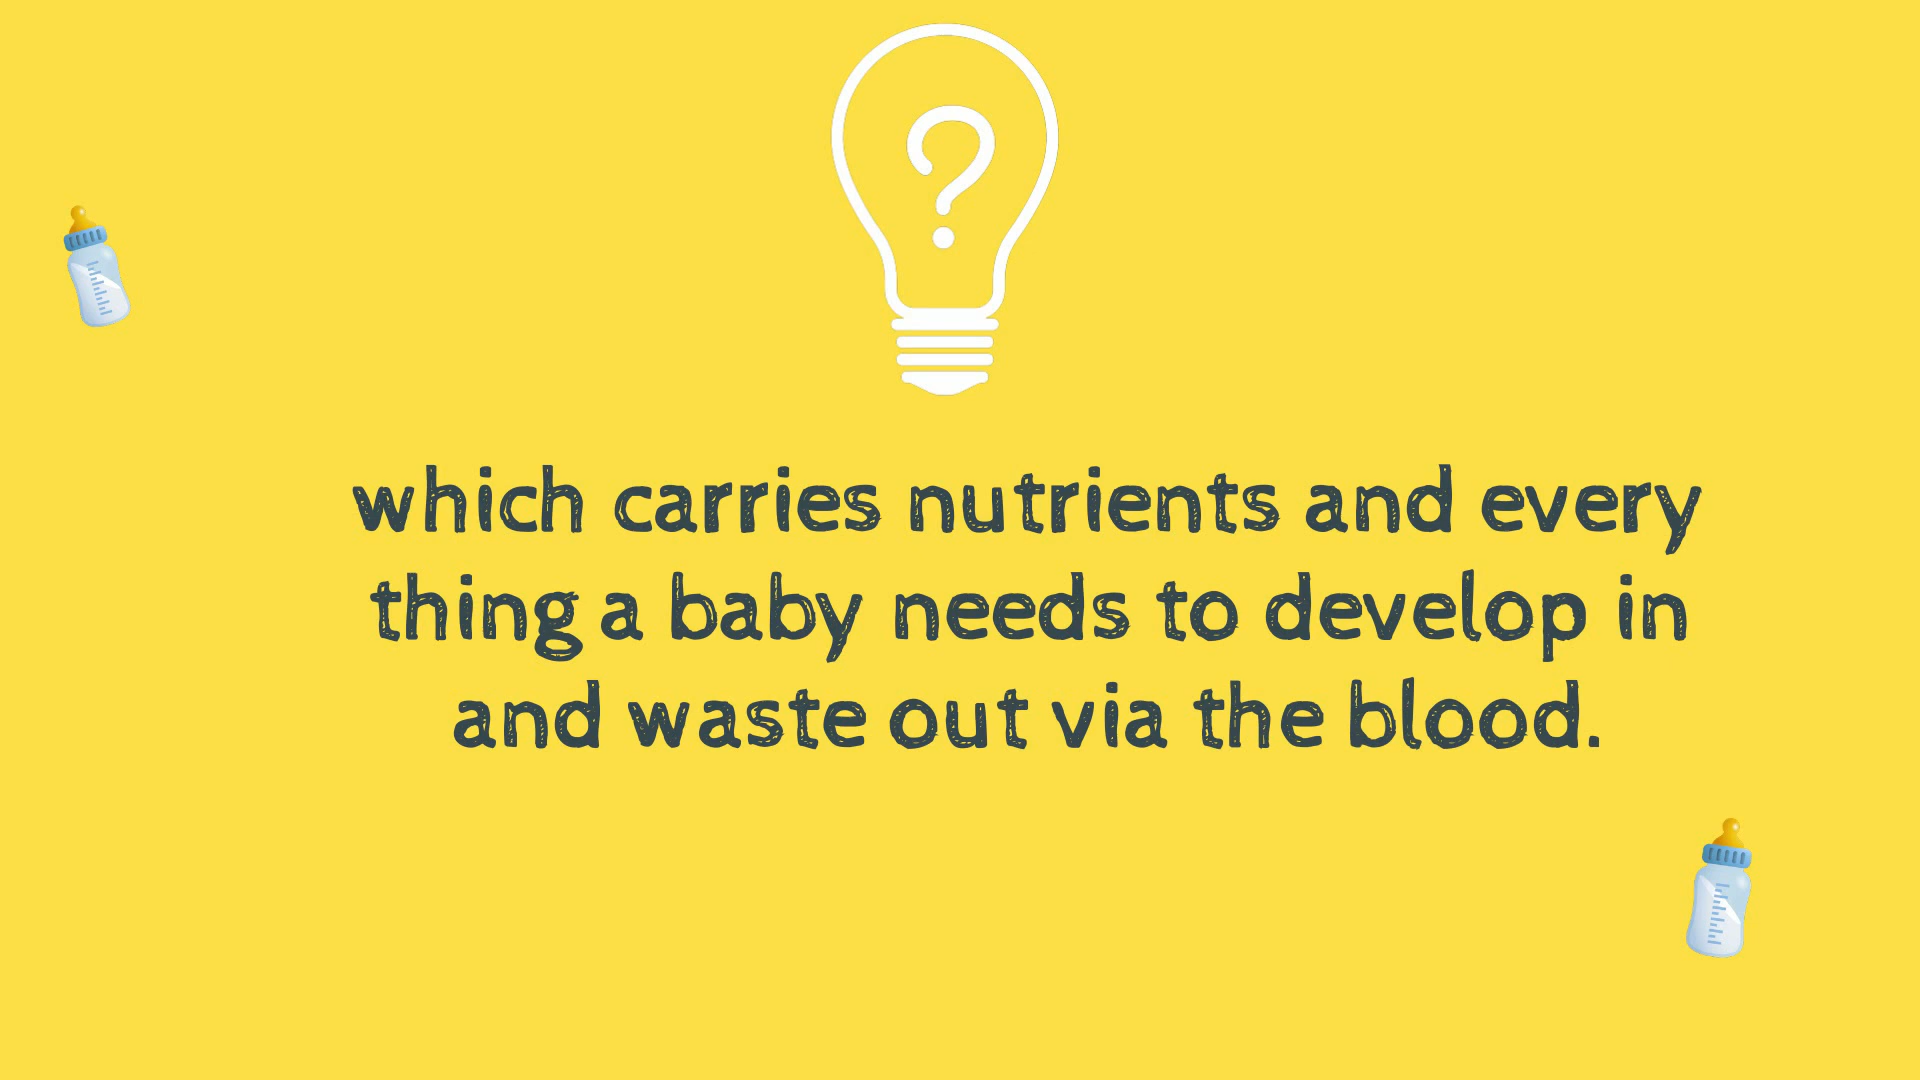 ?
which carries nutrients and every
thing a baby needs to develop in
and waste out via the blood.